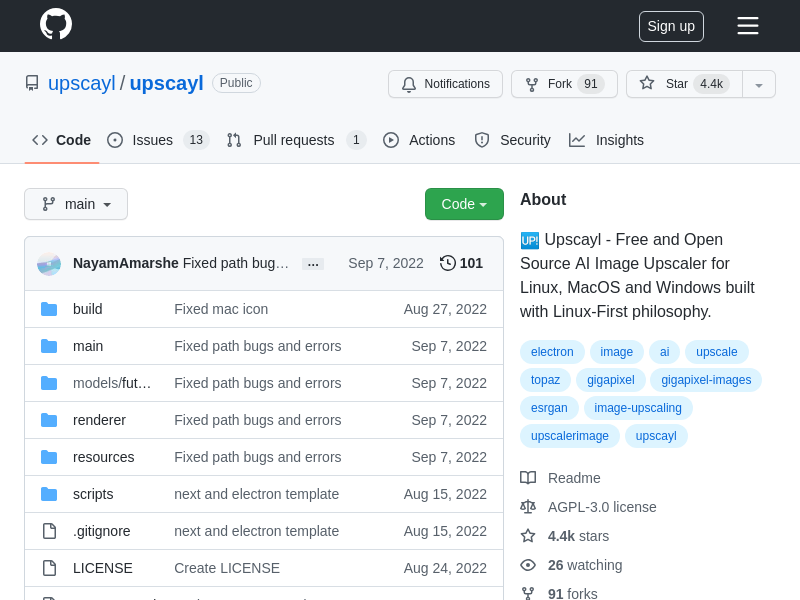 Sign up
upscayl / upscayl Public
Notifications
Fork 91
Star 4.4k
Code
Issues 13
Pull requests 1
Actions
Security
Insights
main
Code
NayamAmarshe Fixed path bug… ... Sep 7, 2022 101
build Fixed mac icon Aug 27, 2022
main Fixed path bugs and errors Sep 7, 2022
models/fut… Fixed path bugs and errors Sep 7, 2022
renderer Fixed path bugs and errors Sep 7, 2022
resources Fixed path bugs and errors Sep 7, 2022
scripts next and electron template Aug 15, 2022
.gitignore next and electron template Aug 15, 2022
LICENSE Create LICENSE Aug 24, 2022
About
🆙 Upscayl - Free and Open
Source AI Image Upscaler for
Linux, MacOS and Windows built
with Linux-First philosophy.
electron image ai upscale
topaz gigapixel gigapixel-images
esrgan image-upscaling
upscalerimage upscayl
Readme
AGPL-3.0 license
4.4k stars
26 watching
91 forks